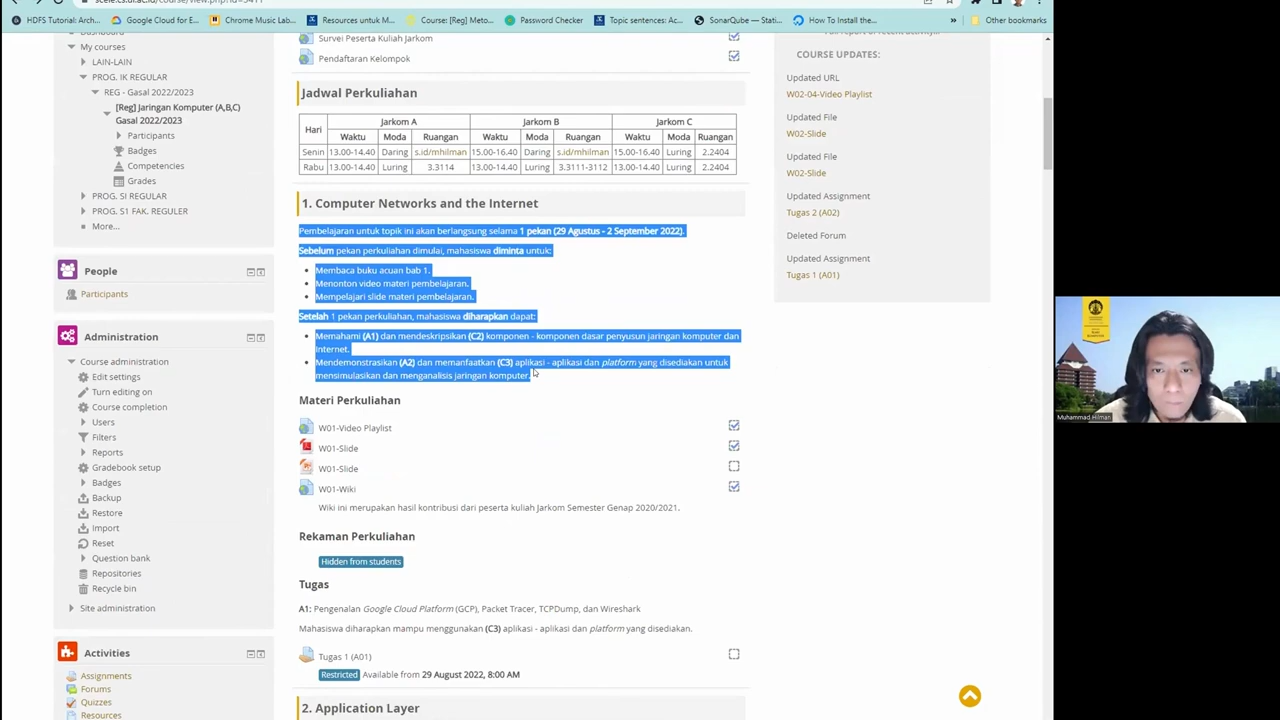 HDFS Tutorial: Arch...
Google Cloud for E...
Chrome Music Lab...
Resources untuk M...
Course: [Reg] Meto...
Password Checker
Topic sentences: Ac...
SonarQube — Stati...
How To Install the...
Other bookmarks
Dashboard
My courses
LAIN-LAIN
PROG. IK REGULAR
REG - Gasal 2022/2023
[Reg] Jaringan Komputer (A,B,C)
Gasal 2022/2023
Participants
Badges
Competencies
Grades
PROG. SI REGULAR
PROG. S1 FAK. REGULER
More...
People
Participants
Administration
Course administration
Edit settings
Turn editing on
Course completion
Users
Filters
Reports
Gradebook setup
Badges
Backup
Restore
Import
Reset
Question bank
Repositories
Recycle bin
Site administration
Activities
Assignments
Forums
Quizzes
Resources
Survei Peserta Kuliah Jarkom
Pendaftaran Kelompok
Jadwal Perkuliahan
Hari Jarkom A Jarkom B Jarkom C
Waktu Moda Ruangan Waktu Moda Ruangan Waktu Moda Ruangan
Senin 13.00-14.40 Daring s.id/mhilman 15.00-16.40 Daring s.id/mhilman 15.00-16.40 Luring 2.2404
Rabu 13.00-14.40 Luring 3.3114 13.00-14.40 Luring 3.3111-3112 13.00-14.40 Luring 2.2404
1. Computer Networks and the Internet
Pembelajaran untuk topik ini akan berlangsung selama 1 pekan (29 Agustus - 2 September 2022).
Sebelum pekan perkuliahan dimulai, mahasiswa diminta untuk:
Membaca buku acuan bab 1.
Menonton video materi pembelajaran.
Mempelajari slide materi pembelajaran.
Setelah 1 pekan perkuliahan, mahasiswa diharapkan dapat:
Memahami (A1) dan mendeskripsikan (C2) komponen - komponen dasar penyusun jaringan komputer dan
Internet.
Mendemonstrasikan (A2) dan memanfaatkan (C3) aplikasi - aplikasi dan platform yang disediakan untuk
mensimulasikan dan menganalisis jaringan komputer.
Materi Perkuliahan
W01-Video Playlist
W01-Slide
W01-Slide
W01-Wiki
Wiki ini merupakan hasil kontribusi dari peserta kuliah Jarkom Semester Genap 2020/2021.
Rekaman Perkuliahan
Hidden from students
Tugas
A1: Pengenalan Google Cloud Platform (GCP), Packet Tracer, TCPDump, dan Wireshark
Mahasiswa diharapkan mampu menggunakan (C3) aplikasi - aplikasi dan platform yang disediakan.
Tugas 1 (A01)
Restricted Available from 29 August 2022, 8:00 AM
2. Application Layer
Full report of recent activity...
COURSE UPDATES:
Updated URL
W02-04-Video Playlist
Updated File
W02-Slide
Updated File
W02-Slide
Updated Assignment
Tugas 2 (A02)
Deleted Forum
Updated Assignment
Tugas 1 (A01)
Muhammad Hilman